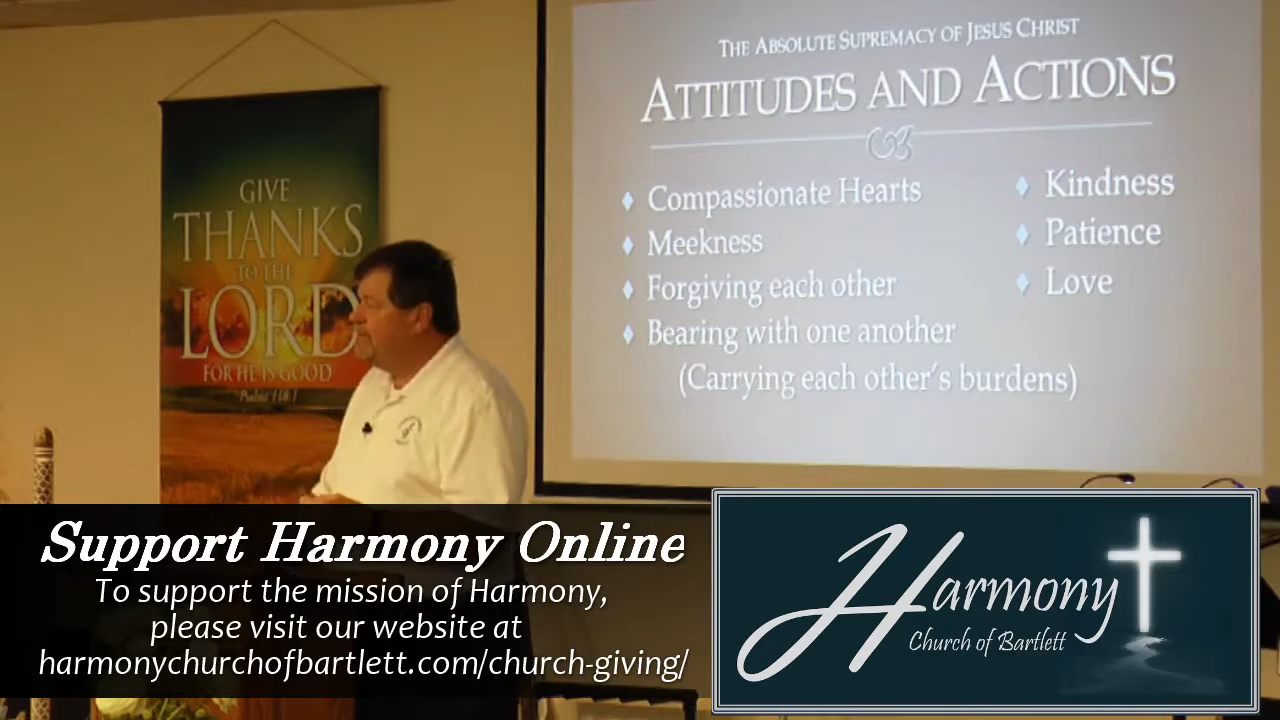 THE ABSOLUTE SUPREMACY OF JESUS CHRIST
ATTITUDES AND ACTIONS
Compassionate Hearts
Meekness
Forgiving each other
Bearing with one another
(Carrying each other's burdens)
Kindness
Patience
Love
GIVE
THANKS
TO THE
LORD
FOR HE IS GOOD
Psalms 118:1
Support Harmony Online
To support the mission of Harmony,
please visit our website at
harmonychurchofbartlett.com/church-giving/
Harmony
Church of Bartlett